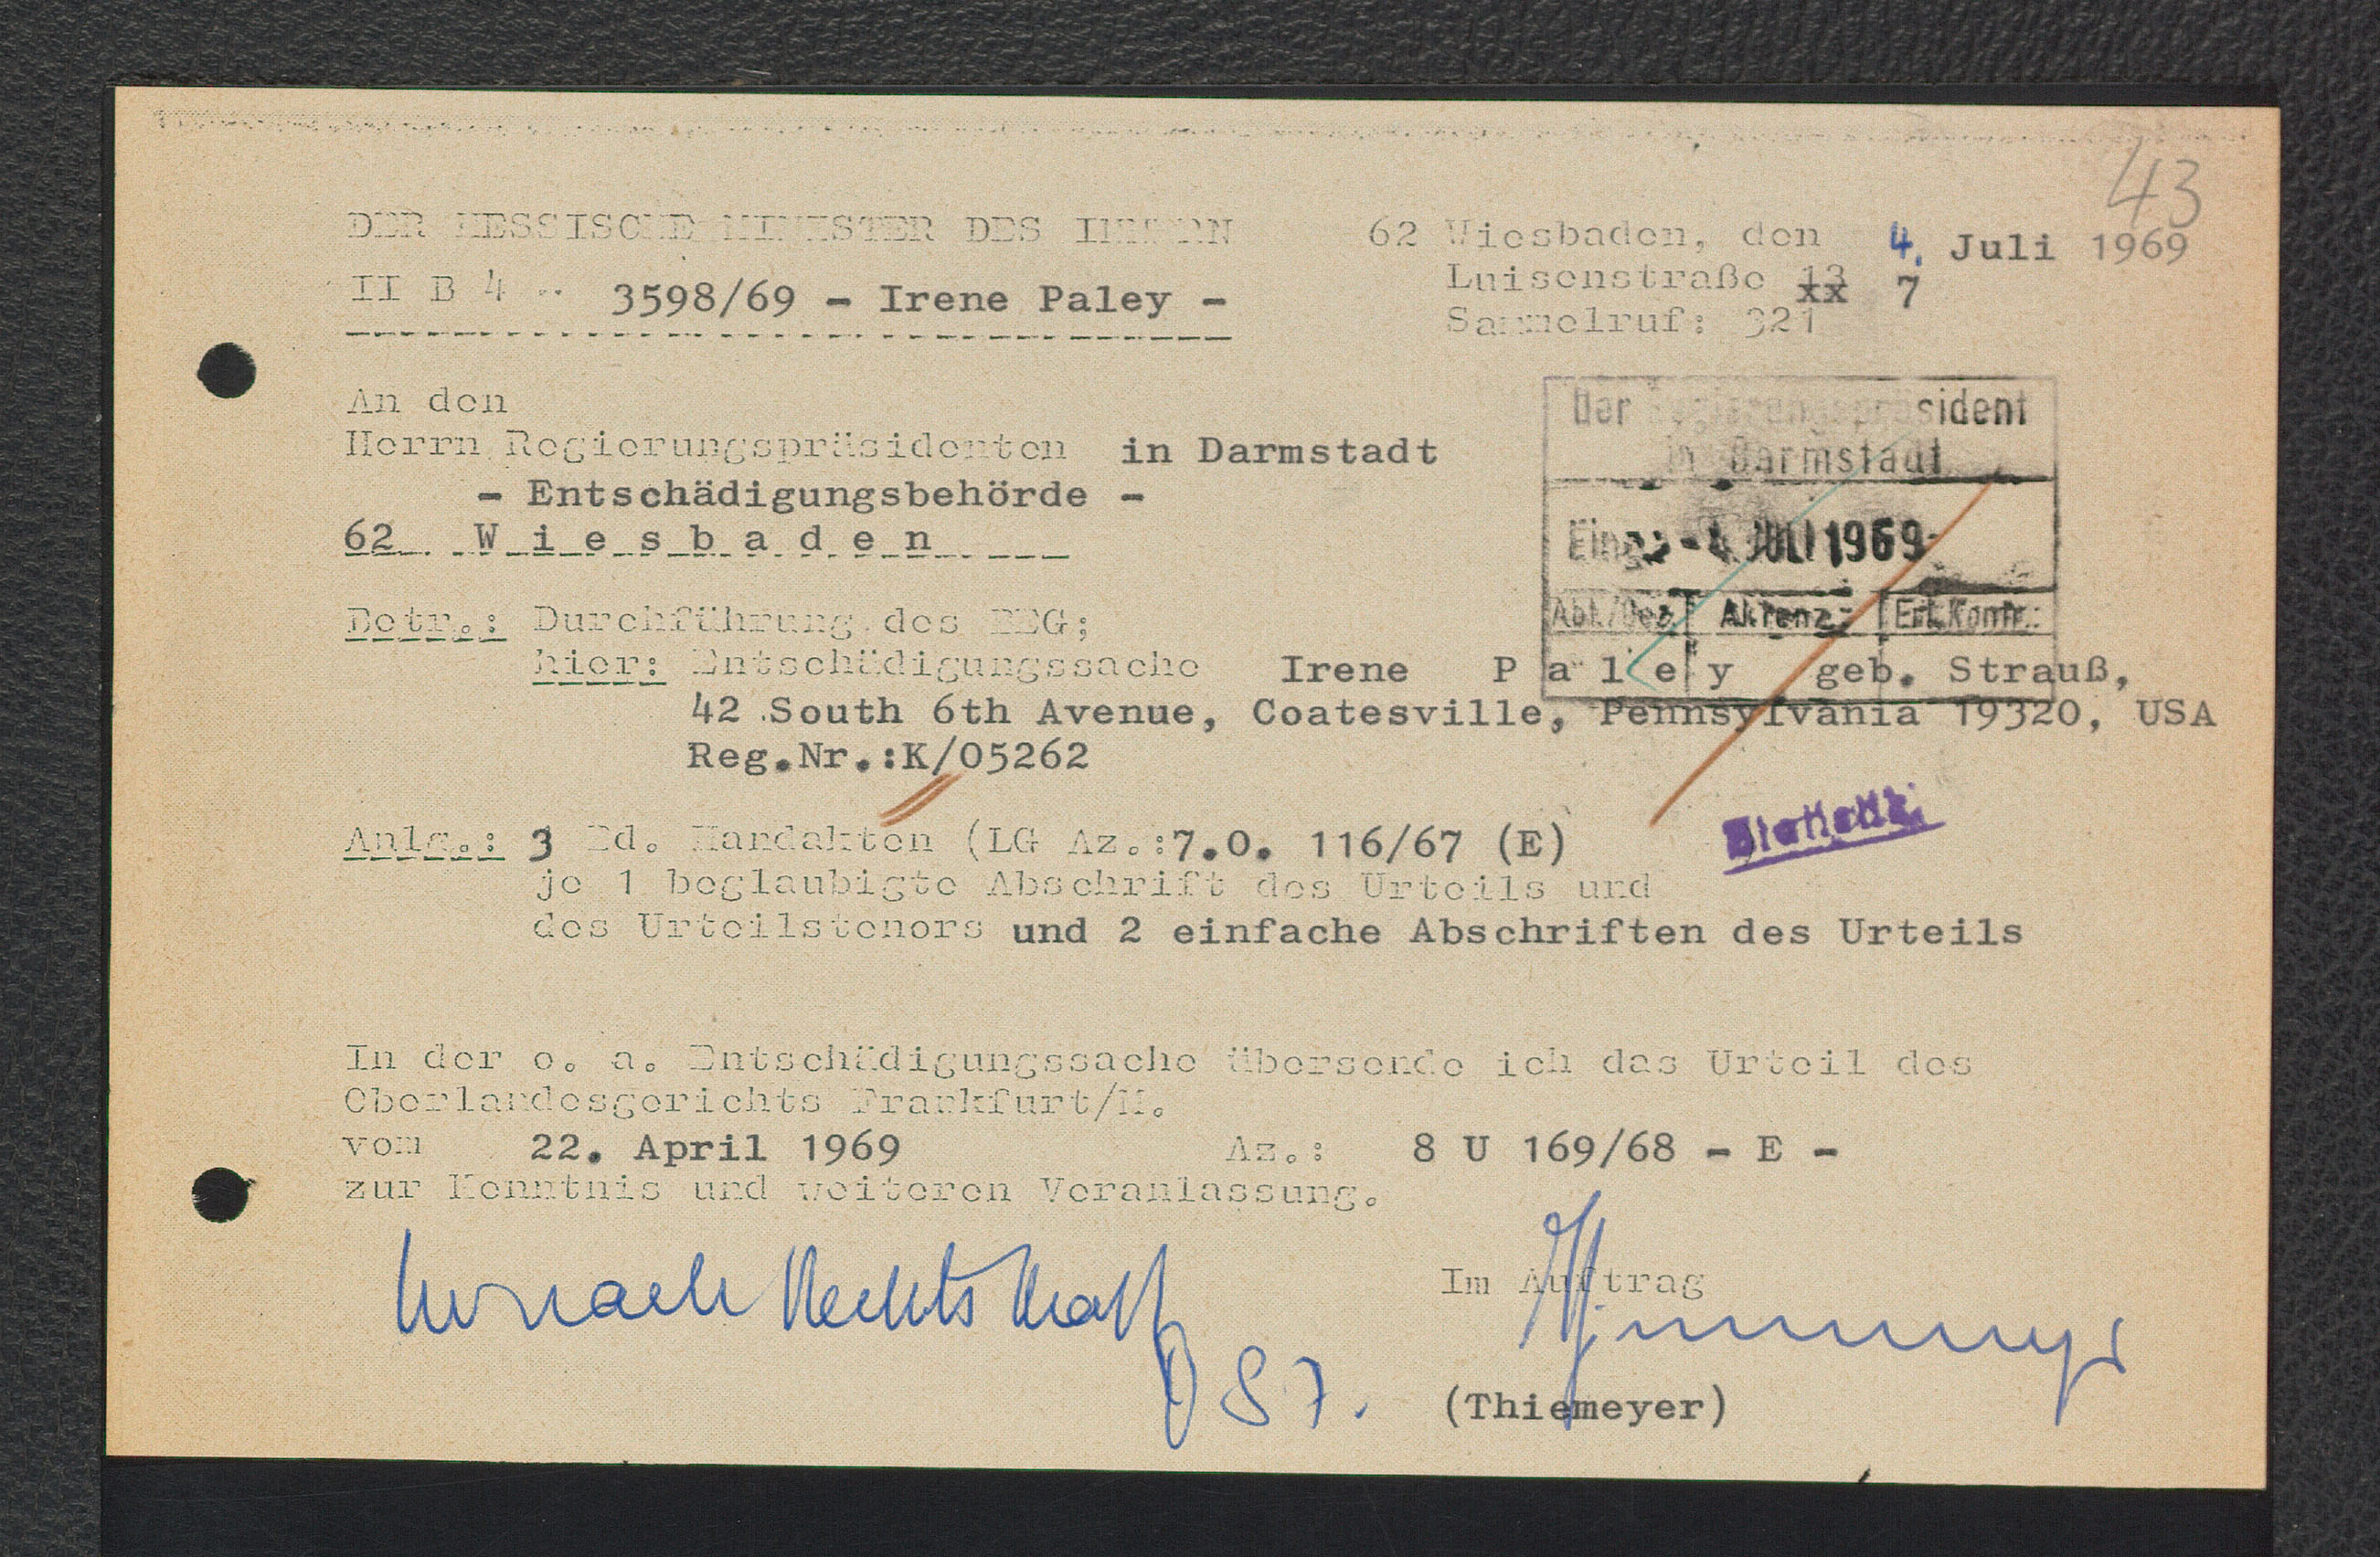 43
DER HESSISCHE MINISTER DES INNERN
62 Wiesbaden, den 4. Juli 1969
II B 4 - 3598/69 - Irene Paley -
Luisenstraße 13 7
Sammelruf: 321
An den
Herrn Regierungspräsidenten in Darmstadt
- Entschädigungsbehörde -
62 Wiesbaden
Der Regierungspräsident
in Darmstadt
Eing. - 4. JULI 1969
Abt./Dez. Aktenz.: Erl. Kontr.:
Betr.: Durchführung des BEG;
hier: Entschädigungssache Irene Paley geb. Strauß,
42 South 6th Avenue, Coatesville, Pennsylvania 19320, USA
Reg.Nr.:K/05262
Anlg.: 3 Bd. Handakten (LG Az.:7.O. 116/67 (E)
je 1 beglaubigte Abschrift des Urteils und
des Urteilstenors und 2 einfache Abschriften des Urteils
In der o. a. Entschädigungssache übersende ich das Urteil des
Oberlandesgerichts Frankfurt/M.
vom 22. April 1969 Az.: 8 U 169/68 - E -
zur Kenntnis und weiteren Veranlassung.
nach Rechtskraft
Im Auftrag
8 7.
(Thiemeyer)